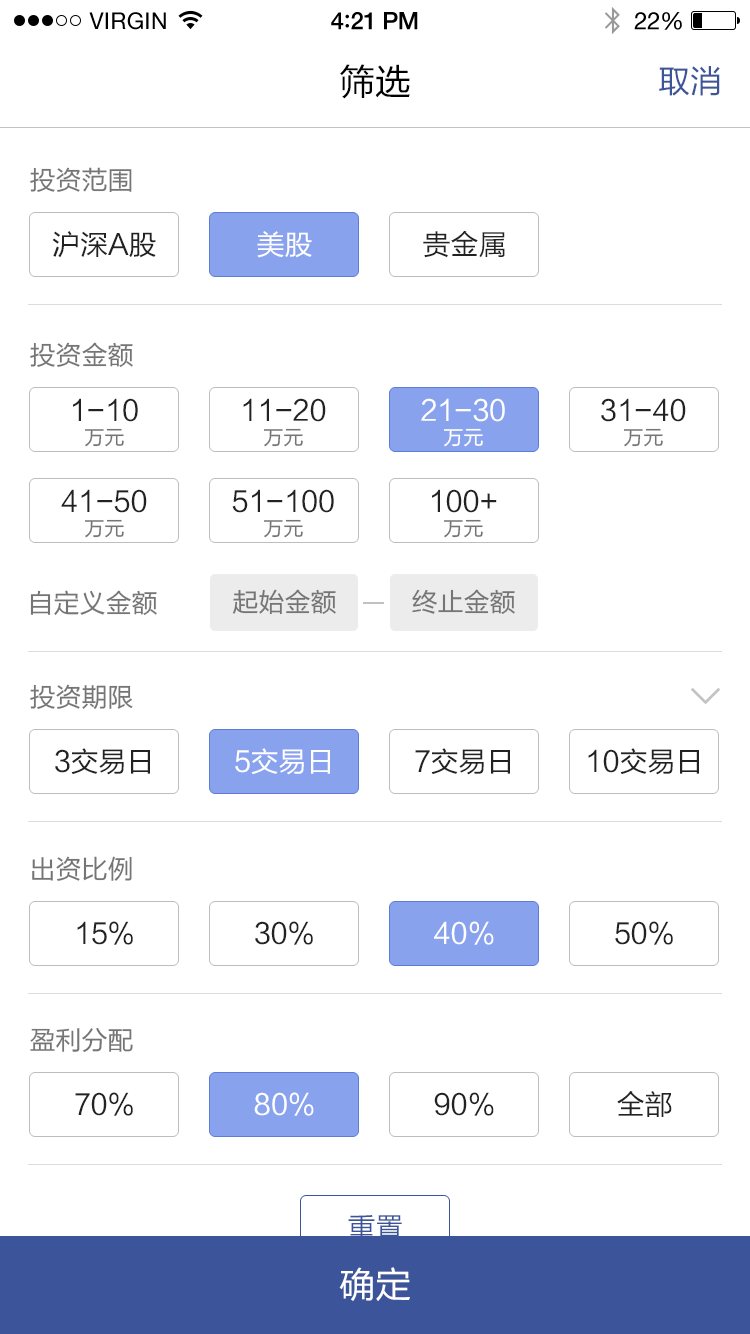 VIRGIN 4:21 PM 22%
筛选 取消
投资范围
沪深A股 美股 贵金属
投资金额
1-10 11-20 21-30 31-40
万元 万元 万元 万元
41-50 51-100 100+
万元 万元 万元
自定义金额 起始金额 — 终止金额
投资期限
3交易日 5交易日 7交易日 10交易日
出资比例
15% 30% 40% 50%
盈利分配
70% 80% 90% 全部
重置
确定